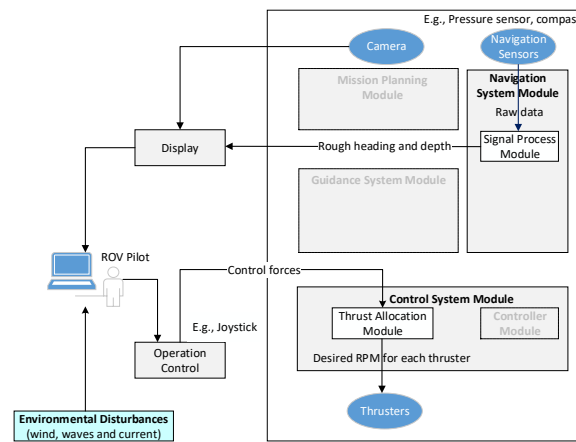 E.g., Pressure sensor, compas
Camera
Navigation
Sensors
Mission Planning
Module
Navigation
System Module
Raw data
Signal Process
Module
Display
Rough heading and depth
Guidance System Module
ROV Pilot
Control forces
E.g., Joystick
Operation
Control
Control System Module
Thrust Allocation
Module
Controller
Module
Desired RPM for each thruster
Thrusters
Environmental Disturbances
(wind, waves and current)